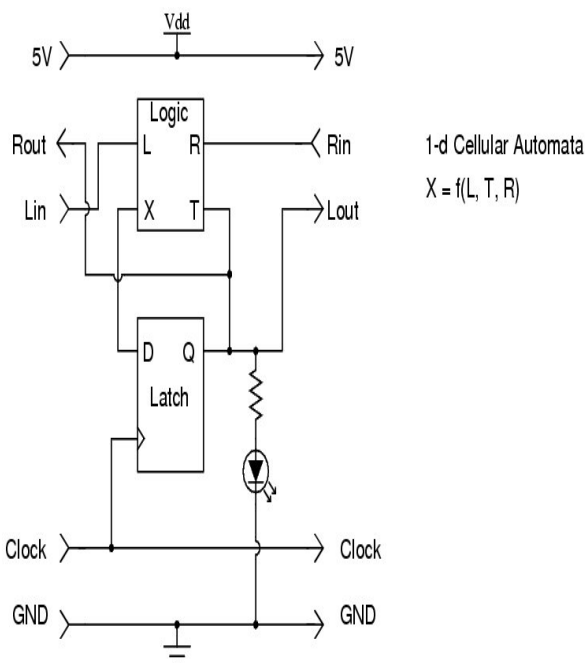 Vdd
5V 5V
Logic
Rout L R Rin 1-d Cellular Automata
Lin X T Lout X = f(L, T, R)
D Q
Latch
Clock Clock
GND GND